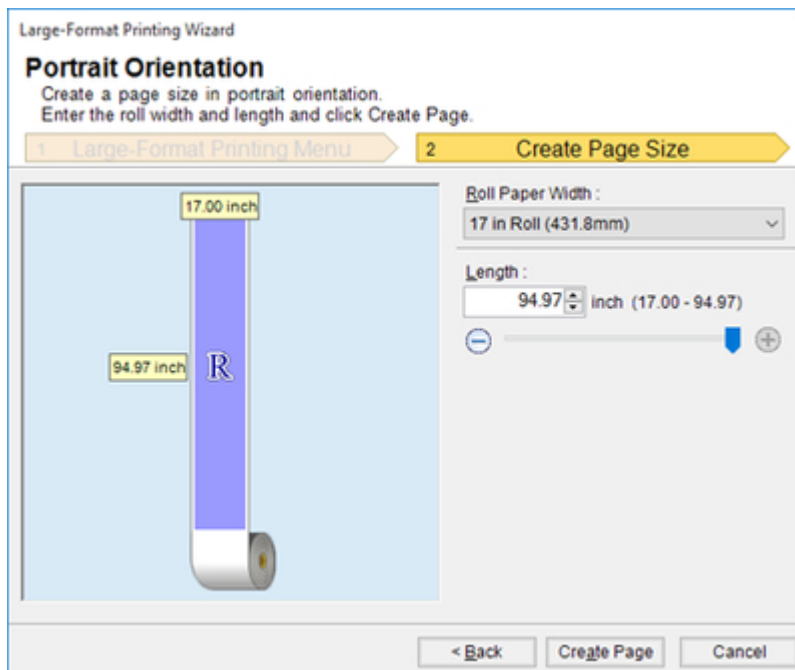 Large-Format Printing Wizard
Portrait Orientation
Create a page size in portrait orientation.
Enter the roll width and length and click Create Page.
1 Large-Format Printing Menu
2 Create Page Size
17.00 inch
94.97 inch
R
Roll Paper Width :
17 in Roll (431.8mm)
Length :
94.97 inch (17.00 - 94.97)
< Back
Create Page
Cancel